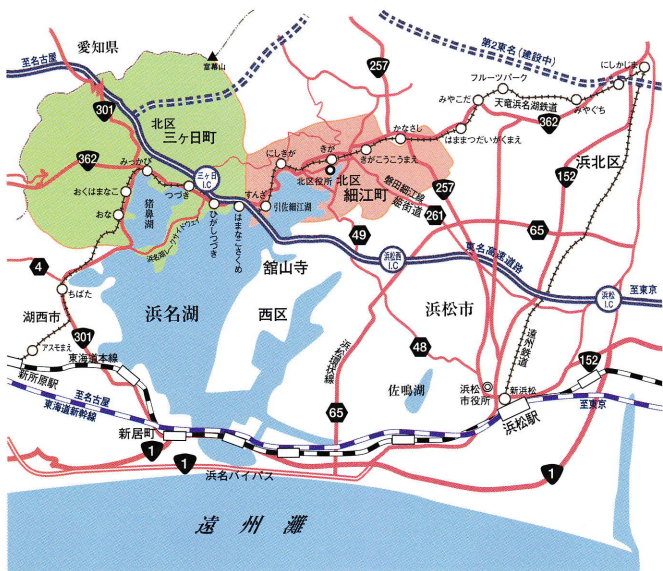 愛知県
至名古屋
富幕山
第2東名(建設中)
にしかじま
257
フルーツパーク
301
北区
三ヶ日町
みやこだ
天竜浜名湖鉄道
みやぐち
362
かなさし
はままつだいがくまえ
きが
きがこうこうまえ
にしきが
浜北区
362
みっかび
三ヶ日
I.C
北区役所
北区
細江町
磐田細江線
姫街道
257
152
おくはまなこ
つづき
すんざ
引佐細江湖
261
猪鼻湖
おな
ひがしつづき
はまなこさくめ
浜名湖レークサイドウェイ
49
65
4
舘山寺
浜松西
I.C
東名高速道路
ちばた
浜松
I.C
至東京
浜名湖
西区
浜松市
湖西市
301
遠州鉄道
アスモまえ
東海道本線
浜松環状線
48
152
新所原駅
佐鳴湖
浜松
市役所
新浜松
至名古屋
東海道新幹線
至東京
65
浜松駅
新居町
1
1
浜名バイパス
1
遠州灘